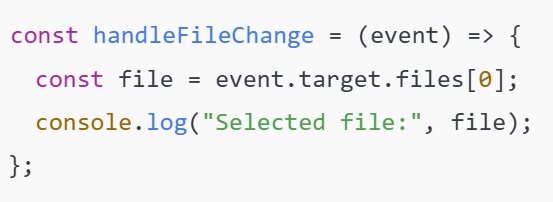 const handleFileChange = (event) => {
  const file = event.target.files[0];
  console.log("Selected file:", file);
};